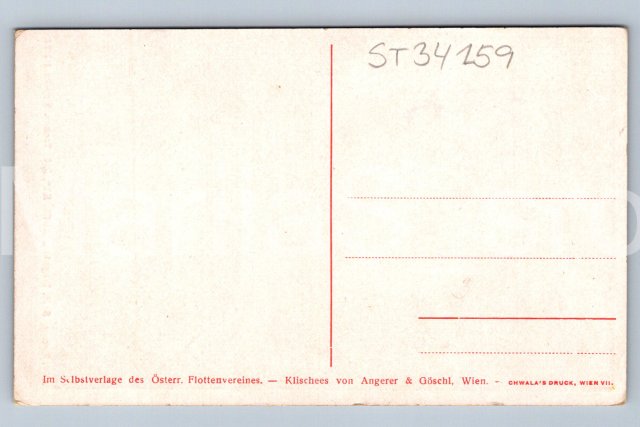 ST34159
Im Selbstverlage des Österr. Flottenvereines. — Klischees von Angerer & Göschl, Wien. - CHWALA'S DRUCK, WIEN VII.